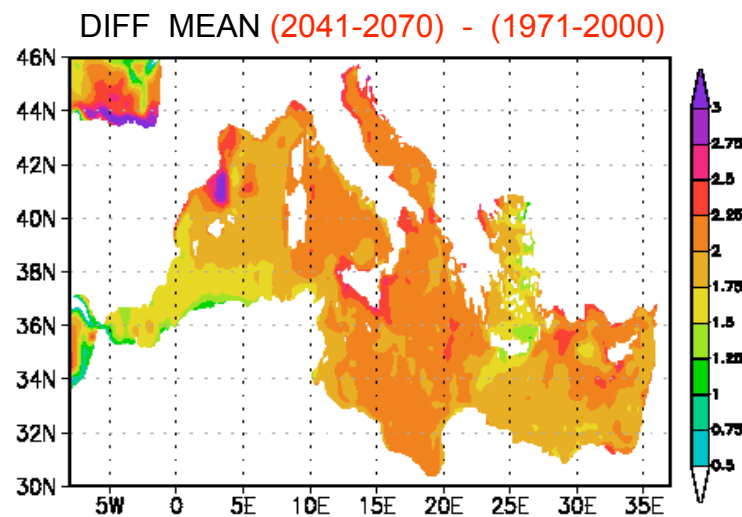 DIFF MEAN (2041-2070) - (1971-2000)
46N
44N
42N
40N
38N
36N
34N
32N
30N
5W 0 5E 10E 15E 20E 25E 30E 35E
3
2.75
2.5
2.25
2
1.75
1.5
1.25
1
0.75
0.5